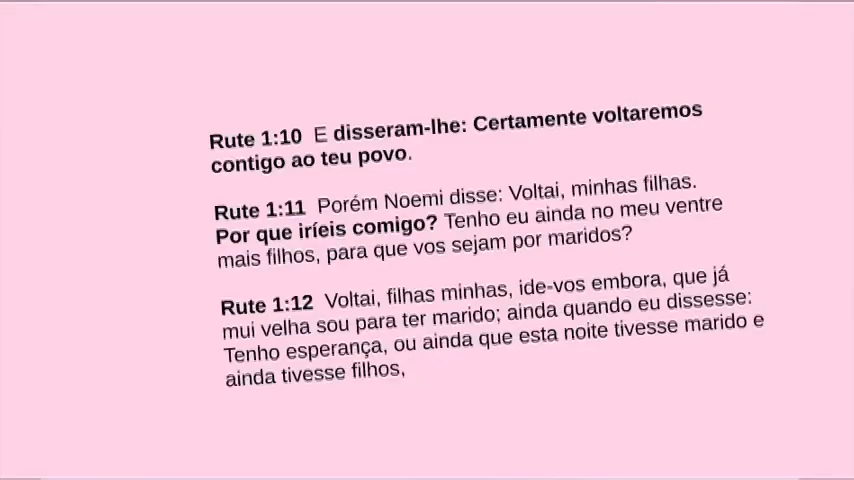 Rute 1:10 E disseram-lhe: Certamente voltaremos
contigo ao teu povo.
Rute 1:11 Porém Noemi disse: Voltai, minhas filhas.
Por que iríeis comigo? Tenho eu ainda no meu ventre
mais filhos, para que vos sejam por maridos?
Rute 1:12 Voltai, filhas minhas, ide-vos embora, que já
mui velha sou para ter marido; ainda quando eu dissesse:
Tenho esperança, ou ainda que esta noite tivesse marido e
ainda tivesse filhos,